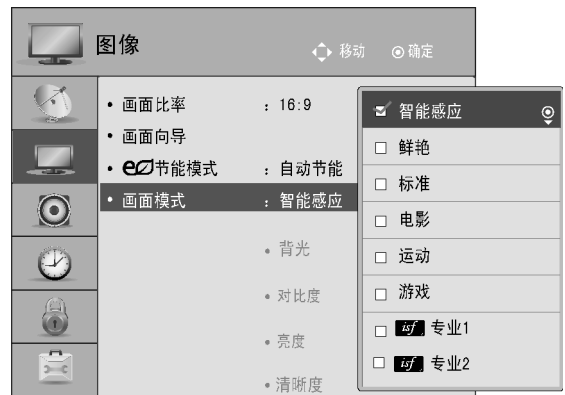 图像 移动 确定
• 画面比率 : 16:9
• 画面向导
• eco节能模式 : 自动节能
• 画面模式 : 智能感应
• 背光
• 对比度
• 亮度
• 清晰度
智能感应
鲜艳
标准
电影
运动
游戏
isf 专业1
isf 专业2